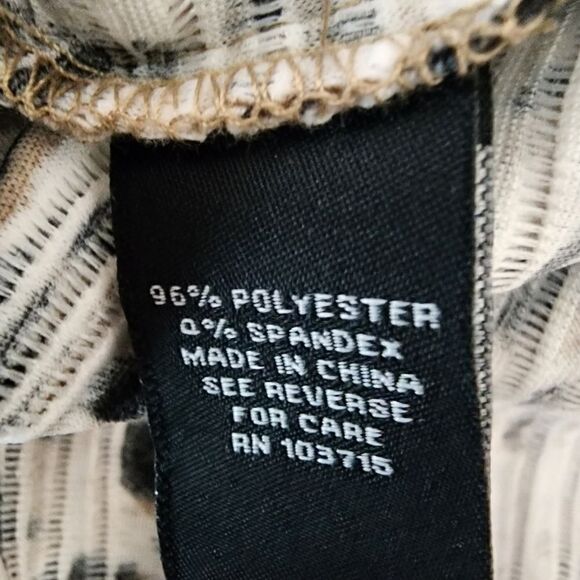 96% POLYESTER
4% SPANDEX
MADE IN CHINA
SEE REVERSE
FOR CARE
RN 103715